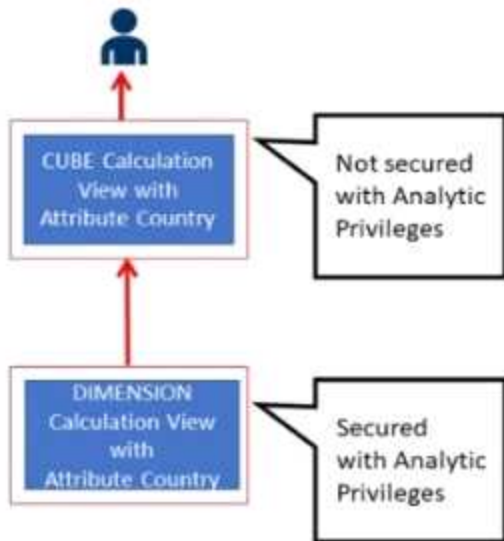 CUBE Calculation
View with
Attribute Country
Not secured
with Analytic
Privileges
DIMENSION
Calculation View
with
Attribute Country
Secured
with Analytic
Privileges